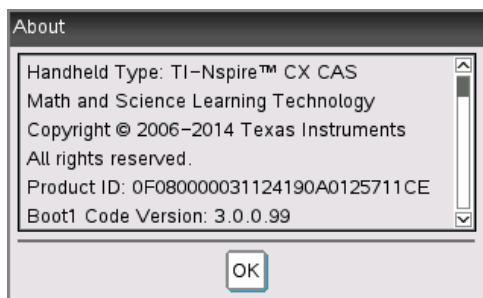 About
Handheld Type: TI-Nspire™ CX CAS
Math and Science Learning Technology
Copyright © 2006-2014 Texas Instruments
All rights reserved.
Product ID: 0F080000031124190A0125711CE
Boot1 Code Version: 3.0.0.99
OK